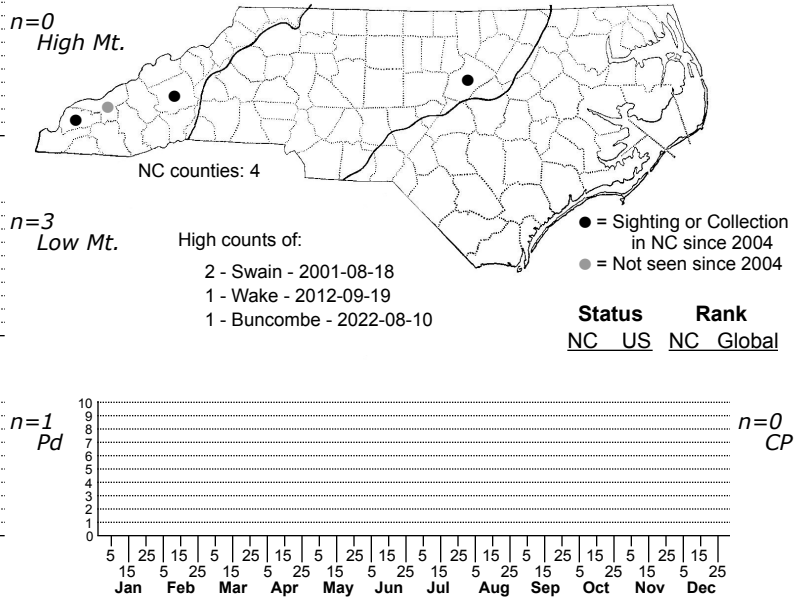 n=0
High Mt.
NC counties: 4
n=3
Low Mt.
High counts of:
2 - Swain - 2001-08-18
1 - Wake - 2012-09-19
1 - Buncombe - 2022-08-10
= Sighting or Collection
in NC since 2004
= Not seen since 2004
Status Rank
NC US NC Global
n=1
Pd
n=0
CP
10
9
8
7
6
5
4
3
2
1
0
5 25 15 5 25 15 5 25 15 5 25 15 5 25 15 5 25 15
15 5 25 15 5 25 15 5 25 15 5 25 15 5 25 15 5 25
Jan Feb Mar Apr May Jun Jul Aug Sep Oct Nov Dec